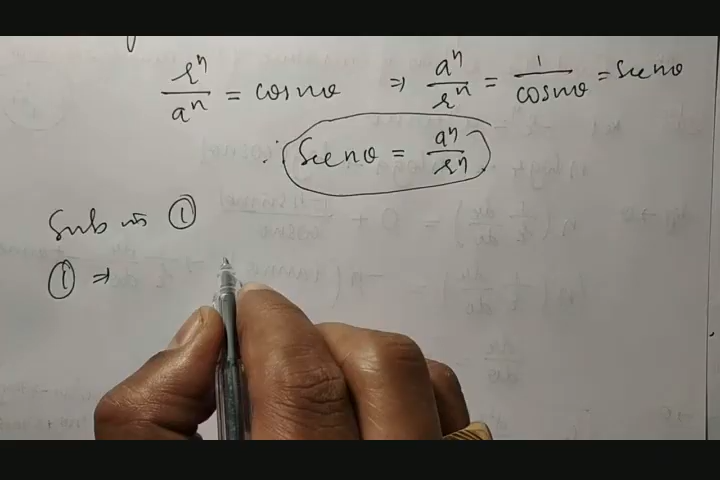 rⁿ/aⁿ = cos nθ ⇒ aⁿ/rⁿ = 1/cos nθ = Sec nθ
∴ Sec nθ = aⁿ/rⁿ
Sub in ①
① ⇒